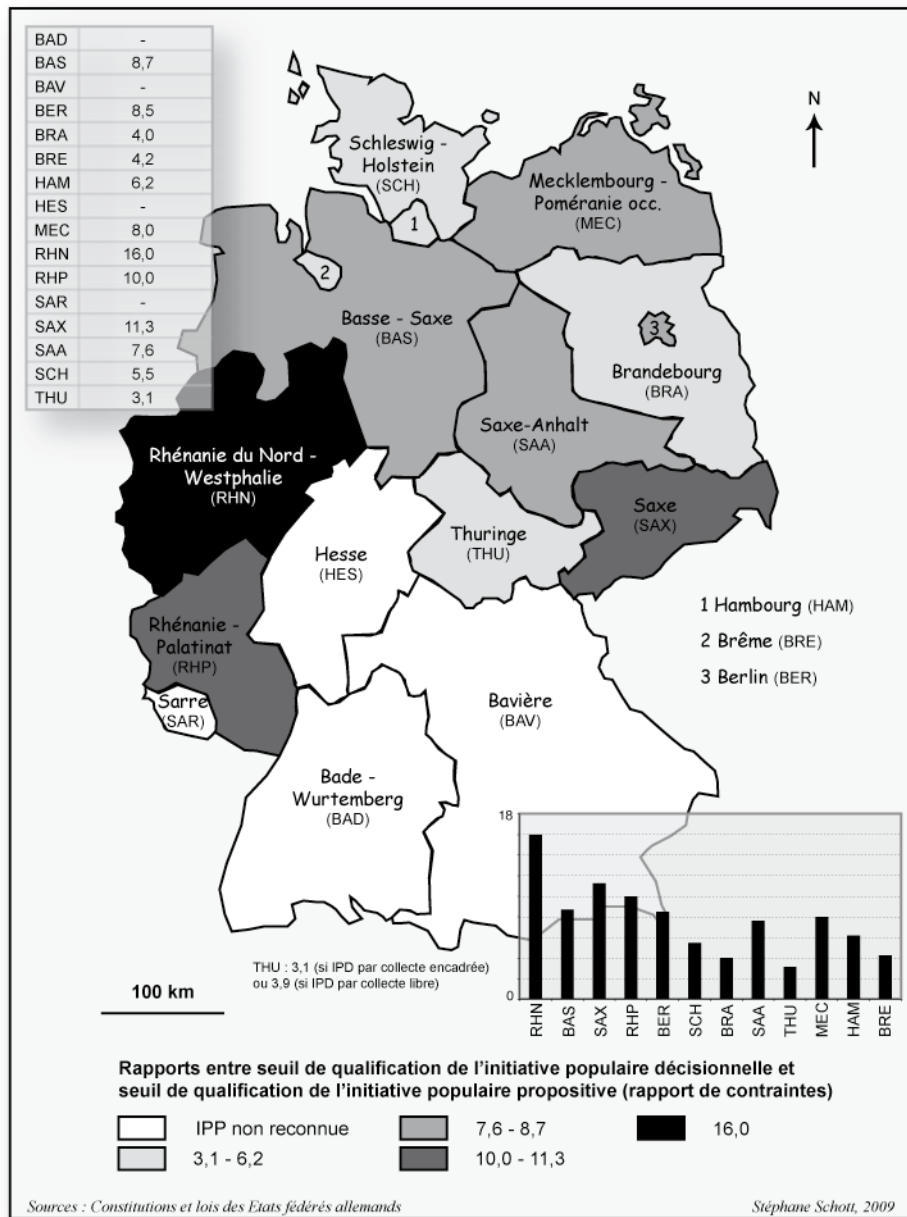 BAD -
BAS 8,7
BAV -
BER 8,5
BRA 4,0
BRE 4,2
HAM 6,2
HES -
MEC 8,0
RHN 16,0
RHP 10,0
SAR -
SAX 11,3
SAA 7,6
SCH 5,5
THU 3,1
N
Schleswig -
Holstein
(SCH)
Mecklembourg -
Poméranie occ.
(MEC)
1
2
Basse - Saxe
(BAS)
3
Brandebourg
(BRA)
Saxe-Anhalt
(SAA)
Rhénanie du Nord -
Westphalie
(RHN)
Saxe
(SAX)
Thuringe
(THU)
Hesse
(HES)
1 Hambourg (HAM)
2 Brême (BRE)
3 Berlin (BER)
Rhénanie -
Palatinat
(RHP)
Sarre
(SAR)
Bavière
(BAV)
Bade -
Wurtemberg
(BAD)
18
0
RHN
BAS
SAX
RHP
BER
SCH
BRA
SAA
THU
MEC
HAM
BRE
THU : 3,1 (si IPD par collecte encadrée)
ou 3,9 (si IPD par collecte libre)
100 km
Rapports entre seuil de qualification de l'initiative populaire décisionnelle et
seuil de qualification de l'initiative populaire propositive (rapport de contraintes)
IPP non reconnue
7,6 - 8,7
16,0
3,1 - 6,2
10,0 - 11,3
Sources : Constitutions et lois des Etats fédérés allemands
Stéphane Schott, 2009